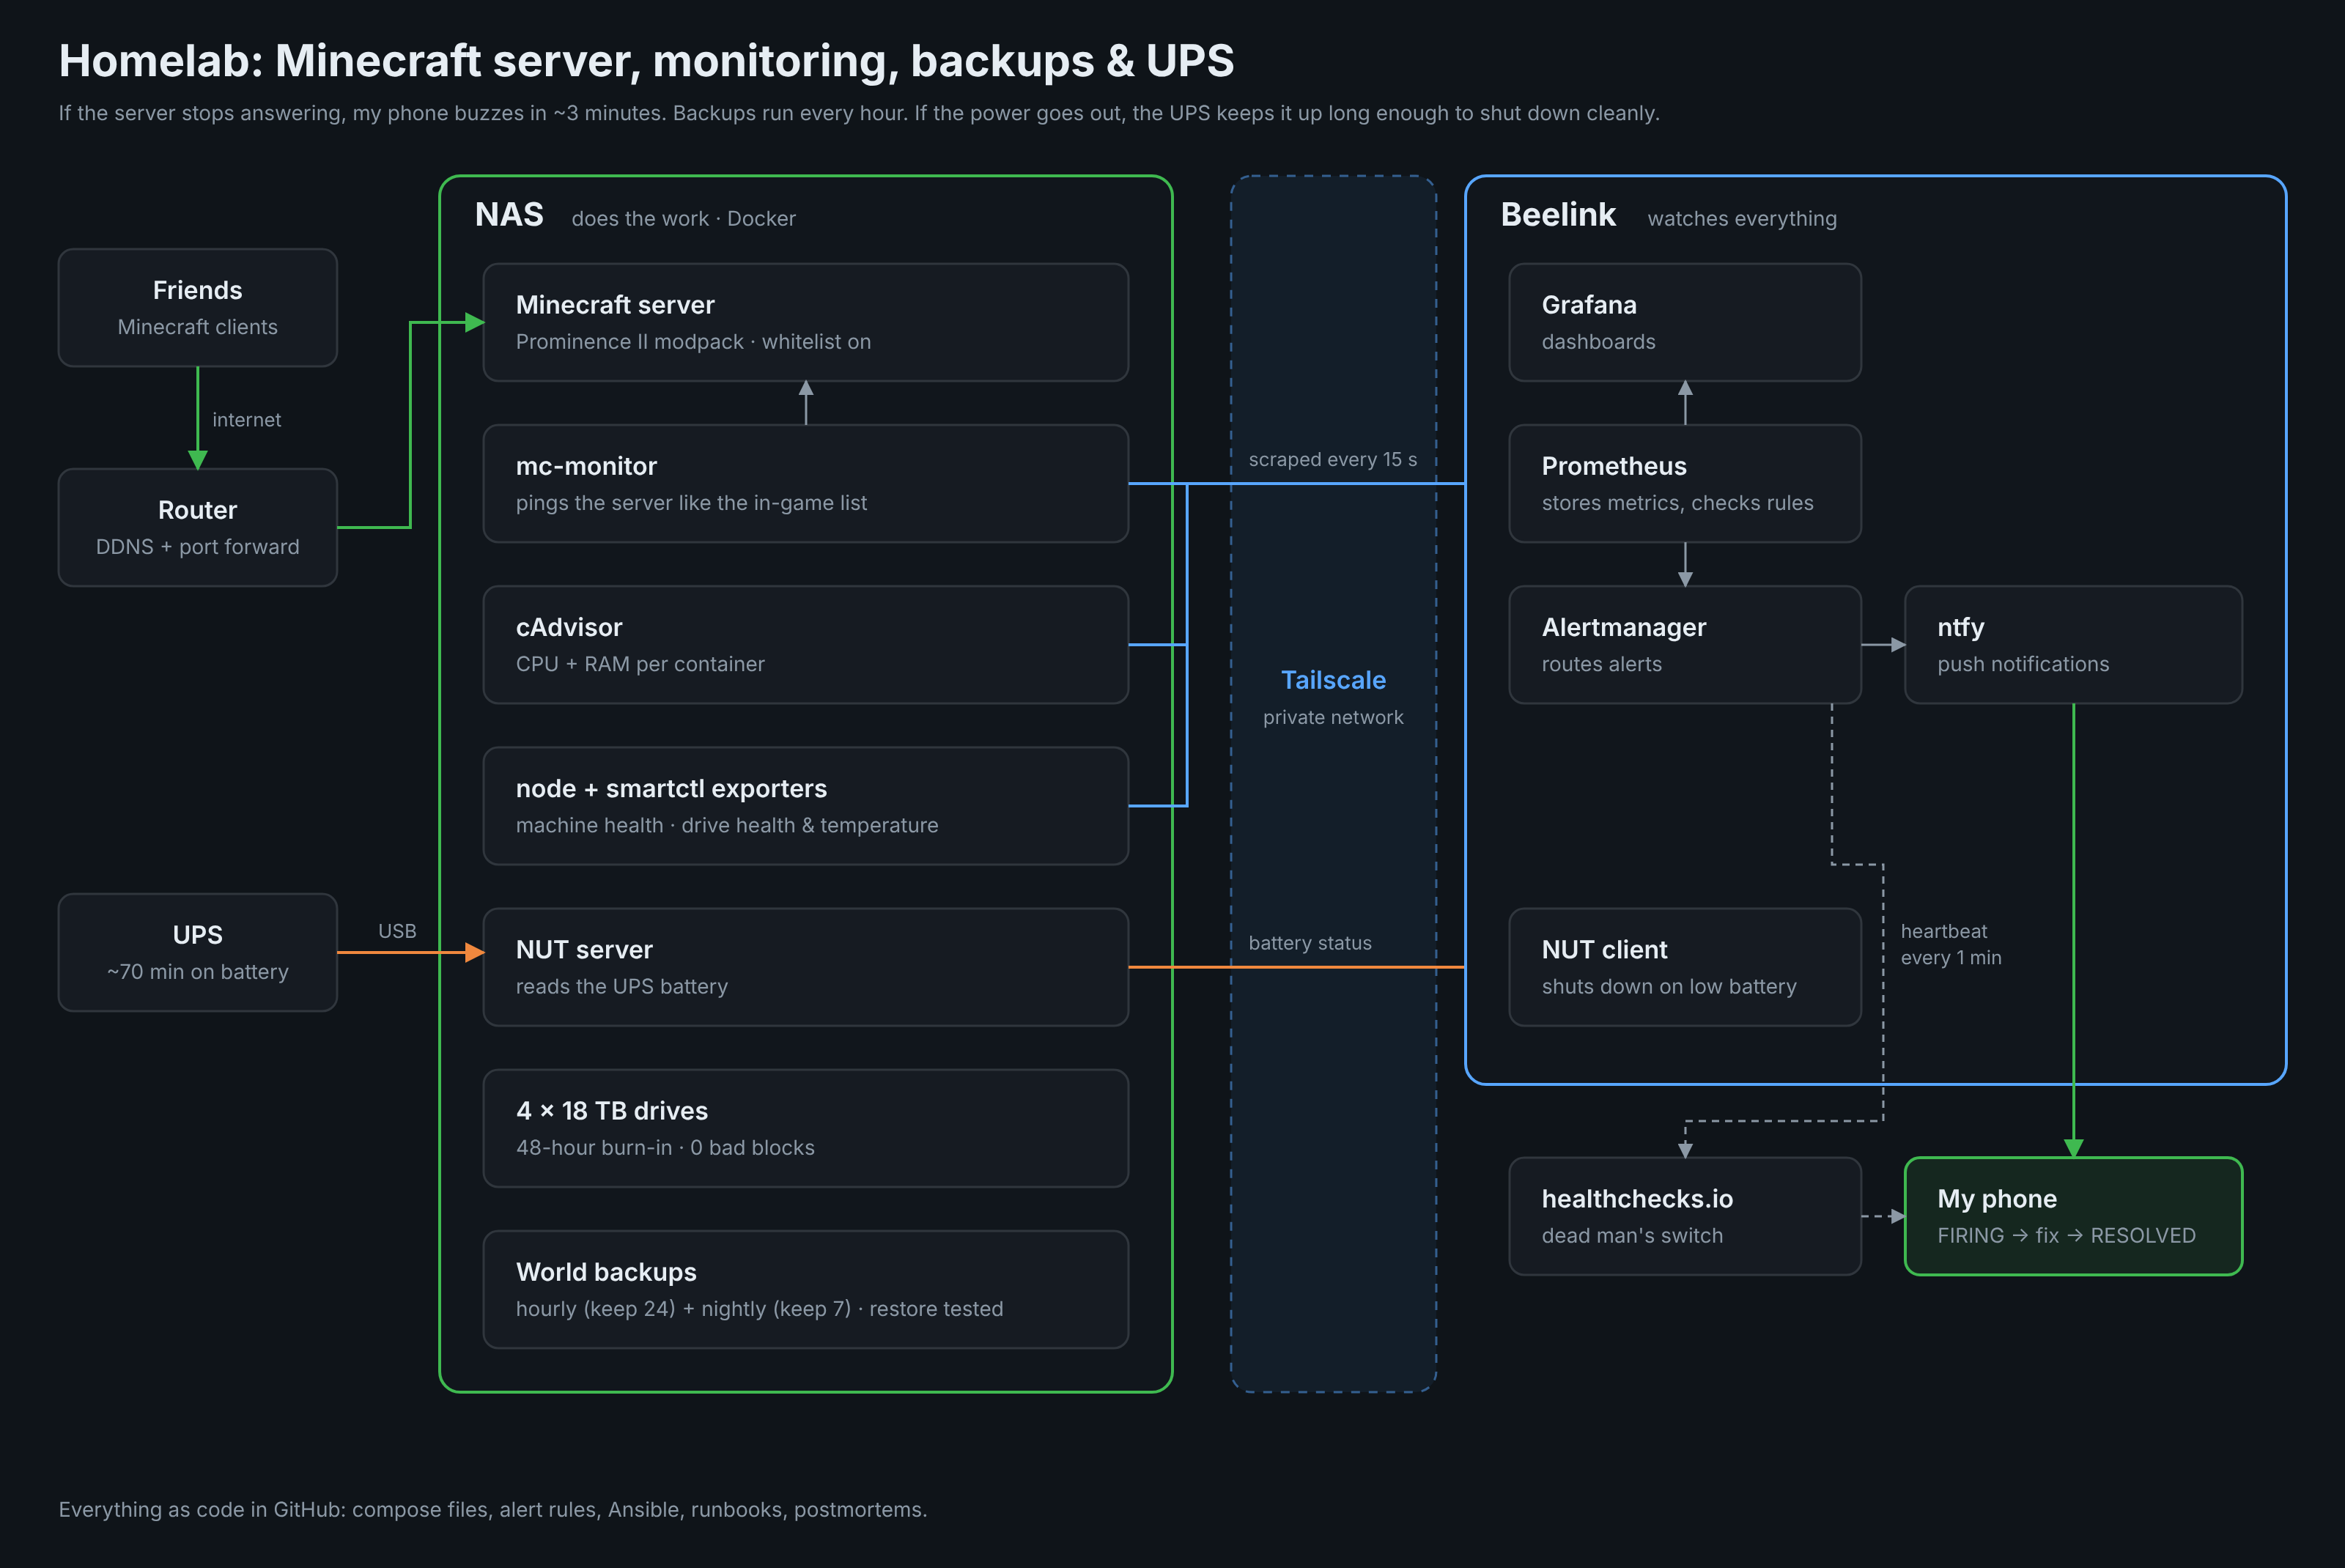 Homelab: Minecraft server, monitoring, backups & UPS
If the server stops answering, my phone buzzes in ~3 minutes. Backups run every hour. If the power goes out, the UPS keeps it up long enough to shut down cleanly.
Friends
Minecraft clients
internet
Router
DDNS + port forward
UPS
~70 min on battery
USB
NAS does the work · Docker
Minecraft server
Prominence II modpack · whitelist on
mc-monitor
pings the server like the in-game list
cAdvisor
CPU + RAM per container
node + smartctl exporters
machine health · drive health & temperature
NUT server
reads the UPS battery
4 × 18 TB drives
48-hour burn-in · 0 bad blocks
World backups
hourly (keep 24) + nightly (keep 7) · restore tested
scraped every 15 s
Tailscale
private network
battery status
Beelink watches everything
Grafana
dashboards
Prometheus
stores metrics, checks rules
Alertmanager
routes alerts
ntfy
push notifications
NUT client
shuts down on low battery
heartbeat
every 1 min
healthchecks.io
dead man's switch
My phone
FIRING → fix → RESOLVED
Everything as code in GitHub: compose files, alert rules, Ansible, runbooks, postmortems.